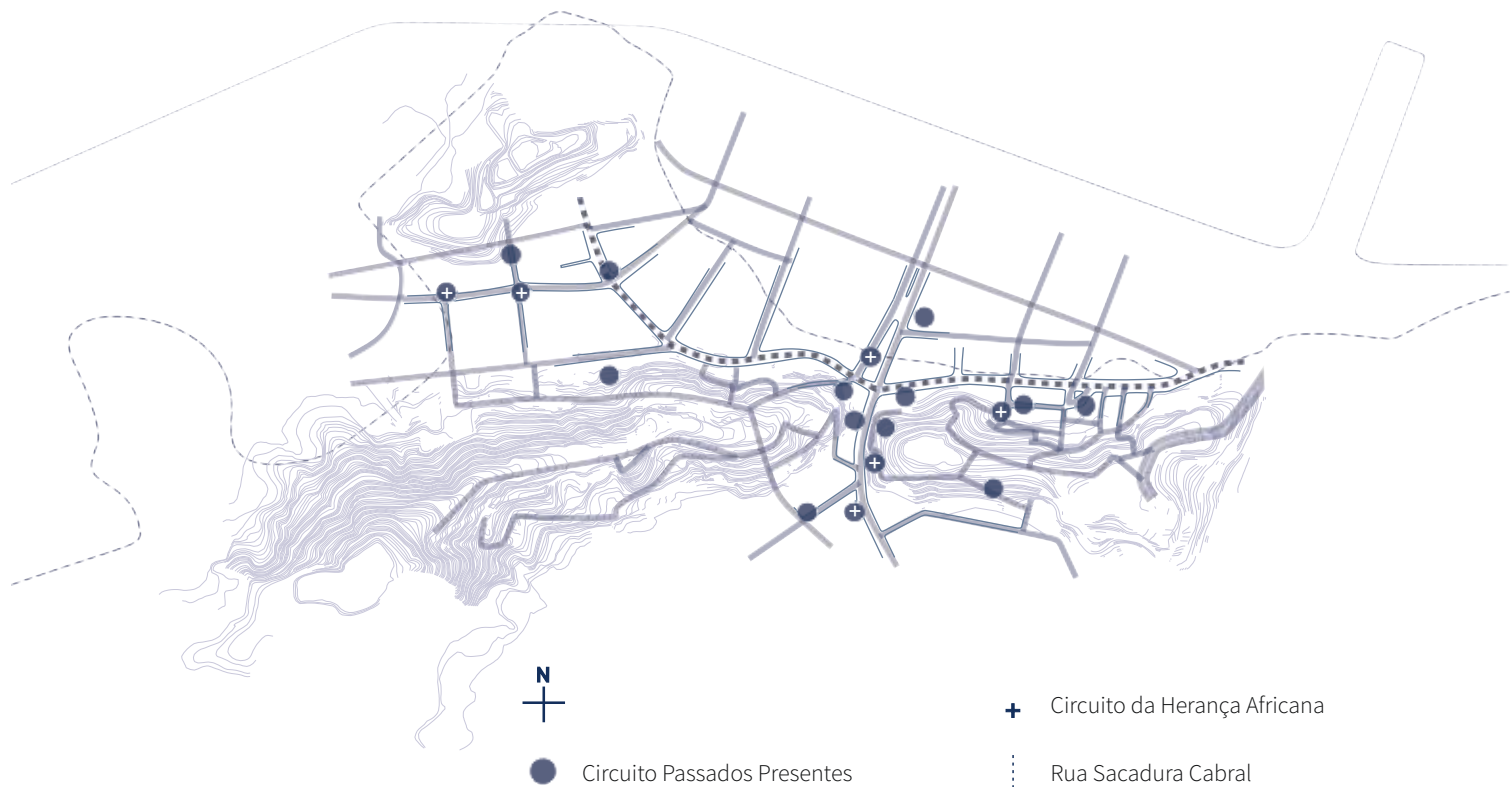 N
Circuito da Herança Africana
Circuito Passados Presentes
Rua Sacadura Cabral